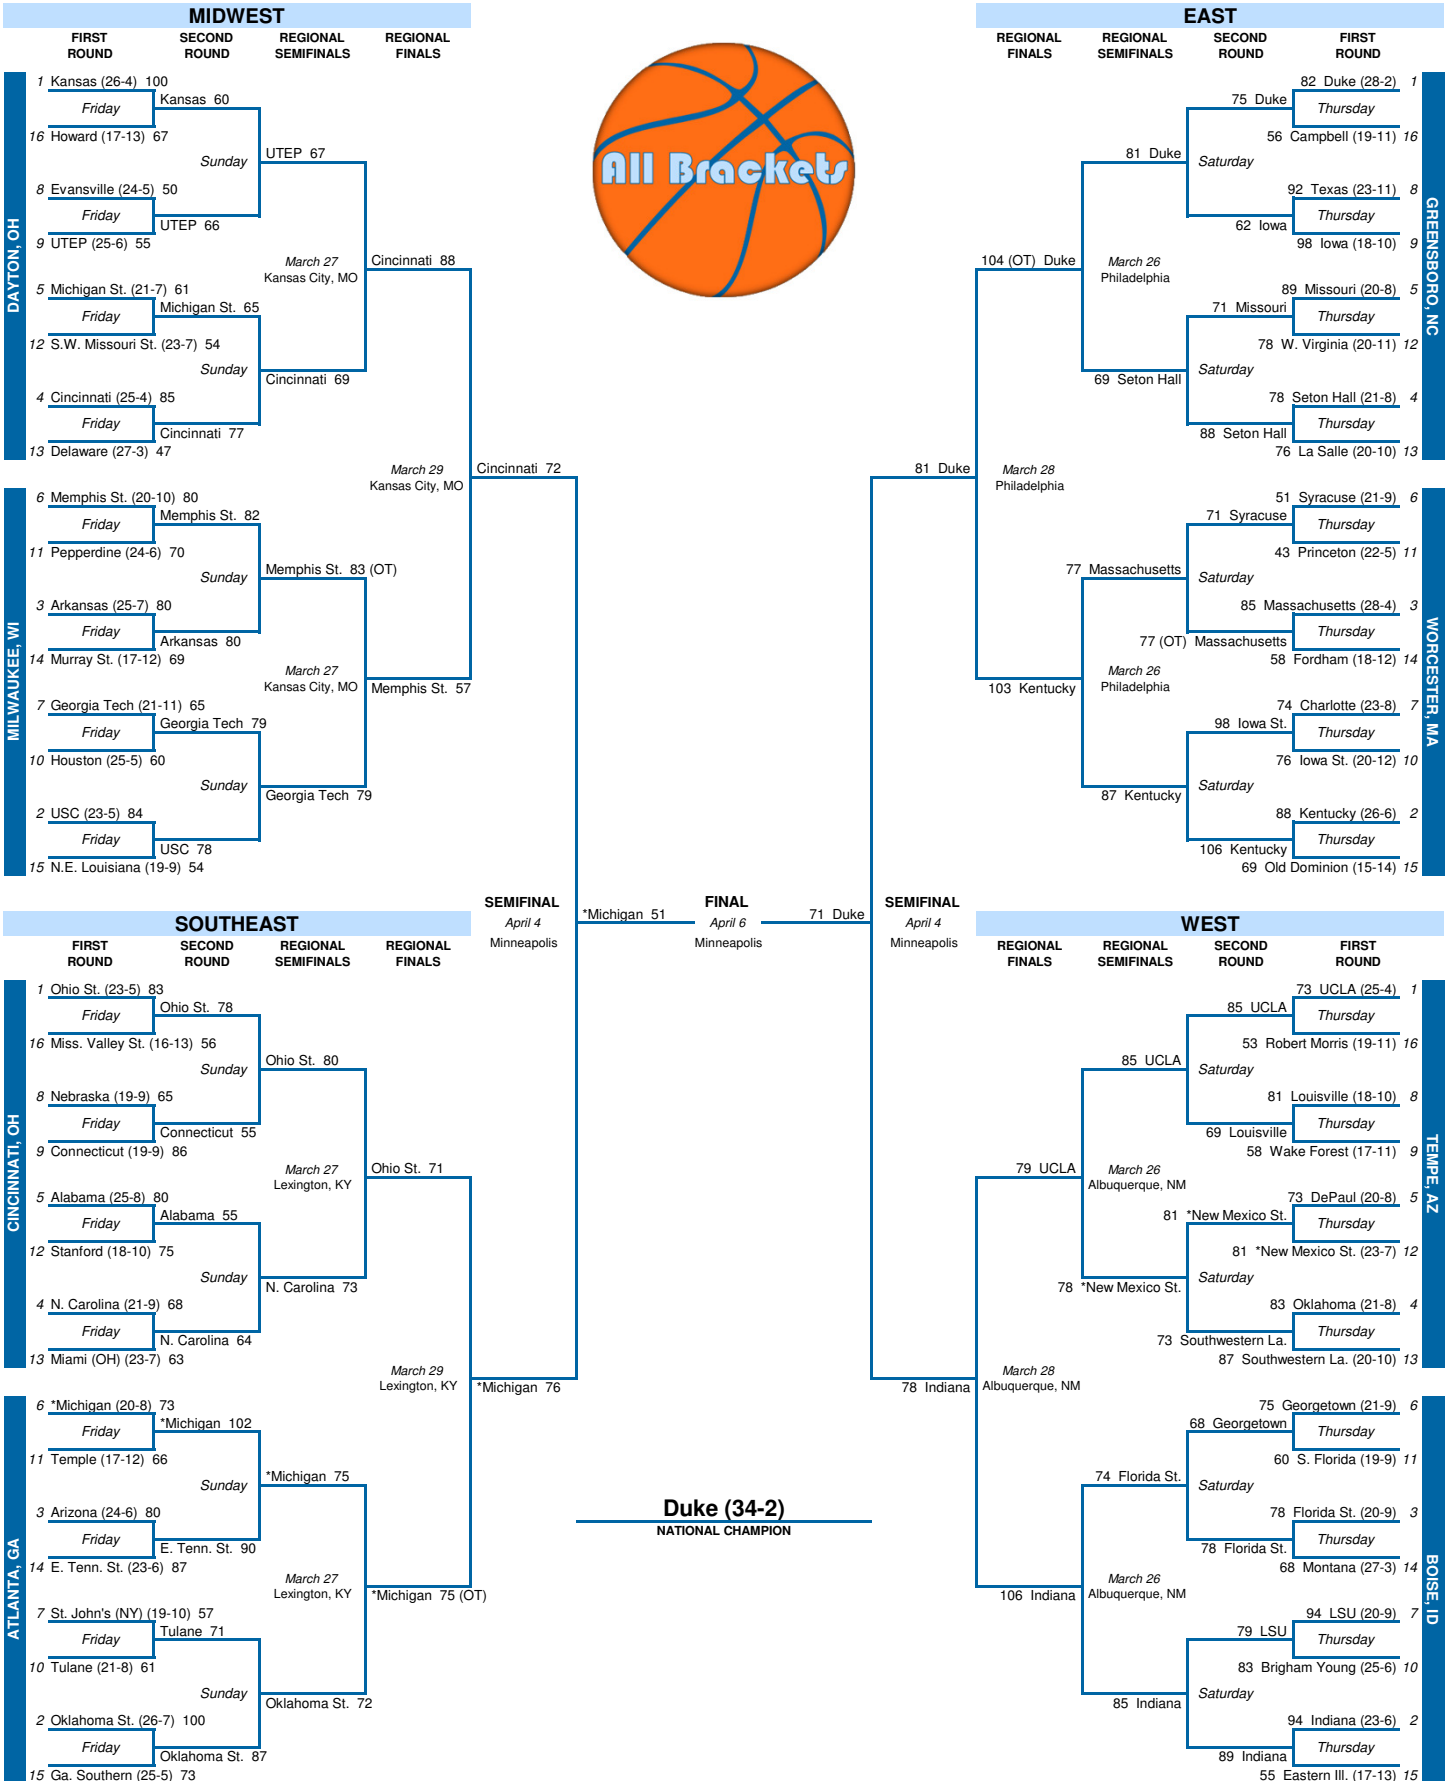 MIDWEST
FIRST ROUND
SECOND ROUND
REGIONAL SEMIFINALS
REGIONAL FINALS
DAYTON, OH
1 Kansas (26-4) 100
Friday
Kansas 60
16 Howard (17-13) 67
Sunday
UTEP 67
8 Evansville (24-5) 50
Friday
UTEP 66
9 UTEP (25-6) 55
March 27
Kansas City, MO
Cincinnati 88
5 Michigan St. (21-7) 61
Friday
Michigan St. 65
12 S.W. Missouri St. (23-7) 54
Sunday
Cincinnati 69
4 Cincinnati (25-4) 85
Friday
Cincinnati 77
13 Delaware (27-3) 47
March 29
Kansas City, MO
Cincinnati 72
MILWAUKEE, WI
6 Memphis St. (20-10) 80
Friday
Memphis St. 82
11 Pepperdine (24-6) 70
Sunday
Memphis St. 83 (OT)
3 Arkansas (25-7) 80
Friday
Arkansas 80
14 Murray St. (17-12) 69
March 27
Kansas City, MO
Memphis St. 57
7 Georgia Tech (21-11) 65
Friday
Georgia Tech 79
10 Houston (25-5) 60
Sunday
Georgia Tech 79
2 USC (23-5) 84
Friday
USC 78
15 N.E. Louisiana (19-9) 54
All Brackets
EAST
REGIONAL FINALS
REGIONAL SEMIFINALS
SECOND ROUND
FIRST ROUND
GREENSBORO, NC
82 Duke (28-2) 1
75 Duke
Thursday
56 Campbell (19-11) 16
81 Duke
Saturday
92 Texas (23-11) 8
Thursday
62 Iowa
98 Iowa (18-10) 9
104 (OT) Duke
March 26
Philadelphia
89 Missouri (20-8) 5
71 Missouri
Thursday
78 W. Virginia (20-11) 12
Saturday
69 Seton Hall
78 Seton Hall (21-8) 4
Thursday
88 Seton Hall
76 La Salle (20-10) 13
81 Duke
March 28
Philadelphia
WORCESTER, MA
51 Syracuse (21-9) 6
71 Syracuse
Thursday
43 Princeton (22-5) 11
77 Massachusetts
Saturday
85 Massachusetts (28-4) 3
Thursday
77 (OT) Massachusetts
58 Fordham (18-12) 14
March 26
Philadelphia
103 Kentucky
74 Charlotte (23-8) 7
98 Iowa St.
Thursday
76 Iowa St. (20-12) 10
Saturday
87 Kentucky
88 Kentucky (26-6) 2
Thursday
106 Kentucky
69 Old Dominion (15-14) 15
SEMIFINAL
April 4
Minneapolis
*Michigan 51
FINAL
April 6
Minneapolis
71 Duke
SEMIFINAL
April 4
Minneapolis
SOUTHEAST
FIRST ROUND
SECOND ROUND
REGIONAL SEMIFINALS
REGIONAL FINALS
CINCINNATI, OH
1 Ohio St. (23-5) 83
Friday
Ohio St. 78
16 Miss. Valley St. (16-13) 56
Sunday
Ohio St. 80
8 Nebraska (19-9) 65
Friday
Connecticut 55
9 Connecticut (19-9) 86
March 27
Lexington, KY
Ohio St. 71
5 Alabama (25-8) 80
Friday
Alabama 55
12 Stanford (18-10) 75
Sunday
N. Carolina 73
4 N. Carolina (21-9) 68
Friday
N. Carolina 64
13 Miami (OH) (23-7) 63
March 29
Lexington, KY
*Michigan 76
ATLANTA, GA
6 *Michigan (20-8) 73
Friday
*Michigan 102
11 Temple (17-12) 66
Sunday
*Michigan 75
3 Arizona (24-6) 80
Friday
E. Tenn. St. 90
14 E. Tenn. St. (23-6) 87
March 27
Lexington, KY
*Michigan 75 (OT)
7 St. John's (NY) (19-10) 57
Friday
Tulane 71
10 Tulane (21-8) 61
Sunday
Oklahoma St. 72
2 Oklahoma St. (26-7) 100
Friday
Oklahoma St. 87
15 Ga. Southern (25-5) 73
Duke (34-2)
NATIONAL CHAMPION
WEST
REGIONAL FINALS
REGIONAL SEMIFINALS
SECOND ROUND
FIRST ROUND
TEMPE, AZ
73 UCLA (25-4) 1
85 UCLA
Thursday
53 Robert Morris (19-11) 16
85 UCLA
Saturday
81 Louisville (18-10) 8
Thursday
69 Louisville
58 Wake Forest (17-11) 9
79 UCLA
March 26
Albuquerque, NM
73 DePaul (20-8) 5
81 *New Mexico St.
Thursday
81 *New Mexico St. (23-7) 12
Saturday
78 *New Mexico St.
83 Oklahoma (21-8) 4
Thursday
73 Southwestern La.
87 Southwestern La. (20-10) 13
78 Indiana
March 28
Albuquerque, NM
BOISE, ID
75 Georgetown (21-9) 6
68 Georgetown
Thursday
60 S. Florida (19-9) 11
74 Florida St.
Saturday
78 Florida St. (20-9) 3
Thursday
78 Florida St.
68 Montana (27-3) 14
March 26
Albuquerque, NM
106 Indiana
94 LSU (20-9) 7
79 LSU
Thursday
83 Brigham Young (25-6) 10
Saturday
85 Indiana
94 Indiana (23-6) 2
Thursday
89 Indiana
55 Eastern Ill. (17-13) 15